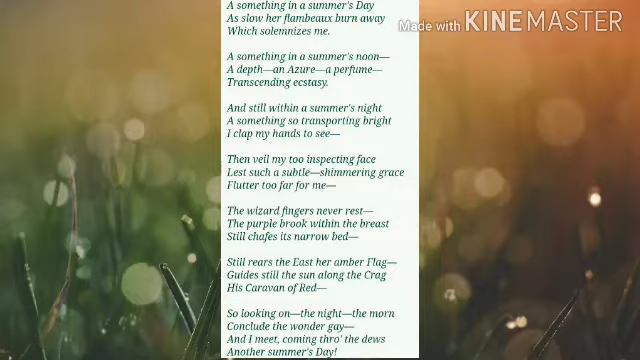 A something in a summer's Day
As slow her flambeaux burn away
Which solemnizes me.
A something in a summer's noon—
A depth—an Azure—a perfume—
Transcending ecstasy.
And still within a summer's night
A something so transporting bright
I clap my hands to see—
Then veil my too inspecting face
Lest such a subtle—shimmering grace
Flutter too far for me—
The wizard fingers never rest—
The purple brook within the breast
Still chafes its narrow bed—
Still rears the East her amber Flag—
Guides still the sun along the Crag
His Caravan of Red—
So looking on—the night—the morn
Conclude the wonder gay—
And I meet, coming thro' the dews
Another summer's Day!
Made with KINEMASTER